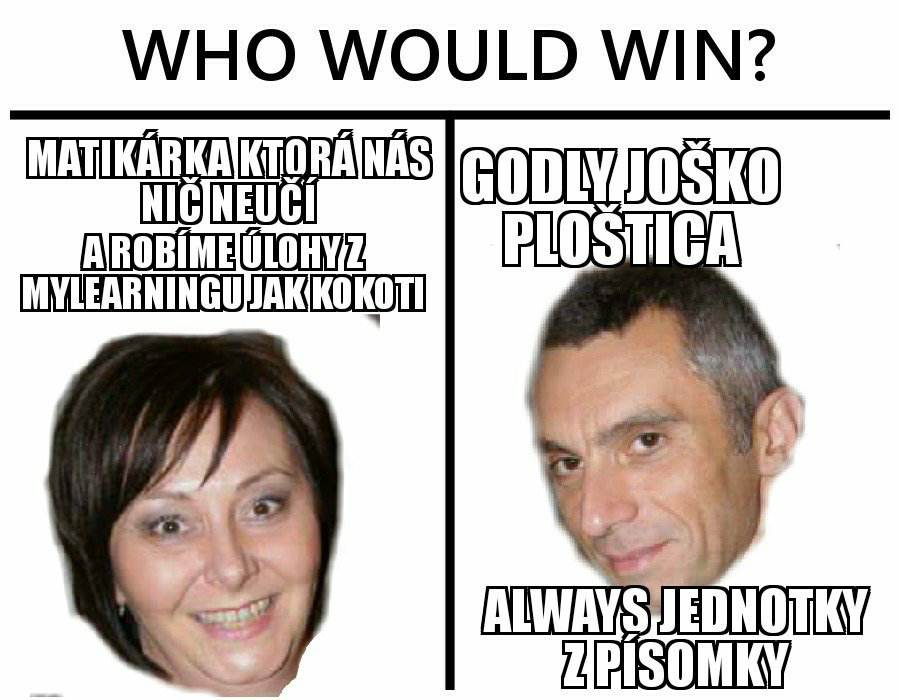 WHO WOULD WIN?
MATIKÁRKA KTORÁ NÁS
NIČ NEUČÍ
A ROBÍME ÚLOHY Z
MYLEARNINGU JAK KOKOTI
GODLY JOŠKO
PLOŠTICA
ALWAYS JEDNOTKY
Z PÍSOMKY